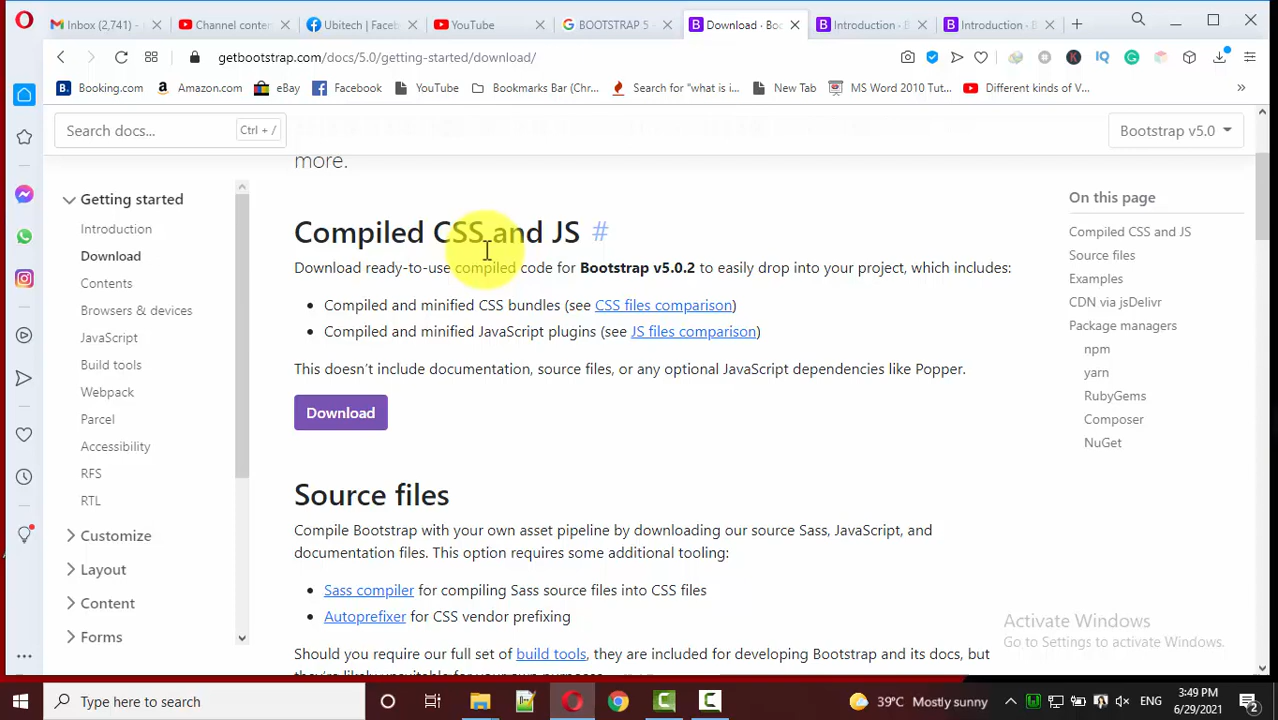 Inbox (2,741) -
Channel conten
Ubitech | Faceb
YouTube
BOOTSTRAP 5 -
Download - Boo
Introduction - B
Introduction - B
getbootstrap.com/docs/5.0/getting-started/download/
Booking.com
Amazon.com
eBay
Facebook
YouTube
Bookmarks Bar (Chr...
Search for "what is i...
New Tab
MS Word 2010 Tut...
Different kinds of V...
»
Search docs...
Ctrl + /
Bootstrap v5.0
more.
Getting started
Introduction
Download
Contents
Browsers & devices
JavaScript
Build tools
Webpack
Parcel
Accessibility
RFS
RTL
Customize
Layout
Content
Forms
Compiled CSS and JS #
Download ready-to-use compiled code for Bootstrap v5.0.2 to easily drop into your project, which includes:
• Compiled and minified CSS bundles (see CSS files comparison)
• Compiled and minified JavaScript plugins (see JS files comparison)
This doesn't include documentation, source files, or any optional JavaScript dependencies like Popper.
Download
Source files
Compile Bootstrap with your own asset pipeline by downloading our source Sass, JavaScript, and
documentation files. This option requires some additional tooling:
• Sass compiler for compiling Sass source files into CSS files
• Autoprefixer for CSS vendor prefixing
Should you require our full set of build tools, they are included for developing Bootstrap and its docs, but
they're likely unsuitable for your own purposes.
On this page
Compiled CSS and JS
Source files
Examples
CDN via jsDelivr
Package managers
npm
yarn
RubyGems
Composer
NuGet
Activate Windows
Go to Settings to activate Windows.
Type here to search
39°C Mostly sunny
ENG
3:49 PM
6/29/2021
2